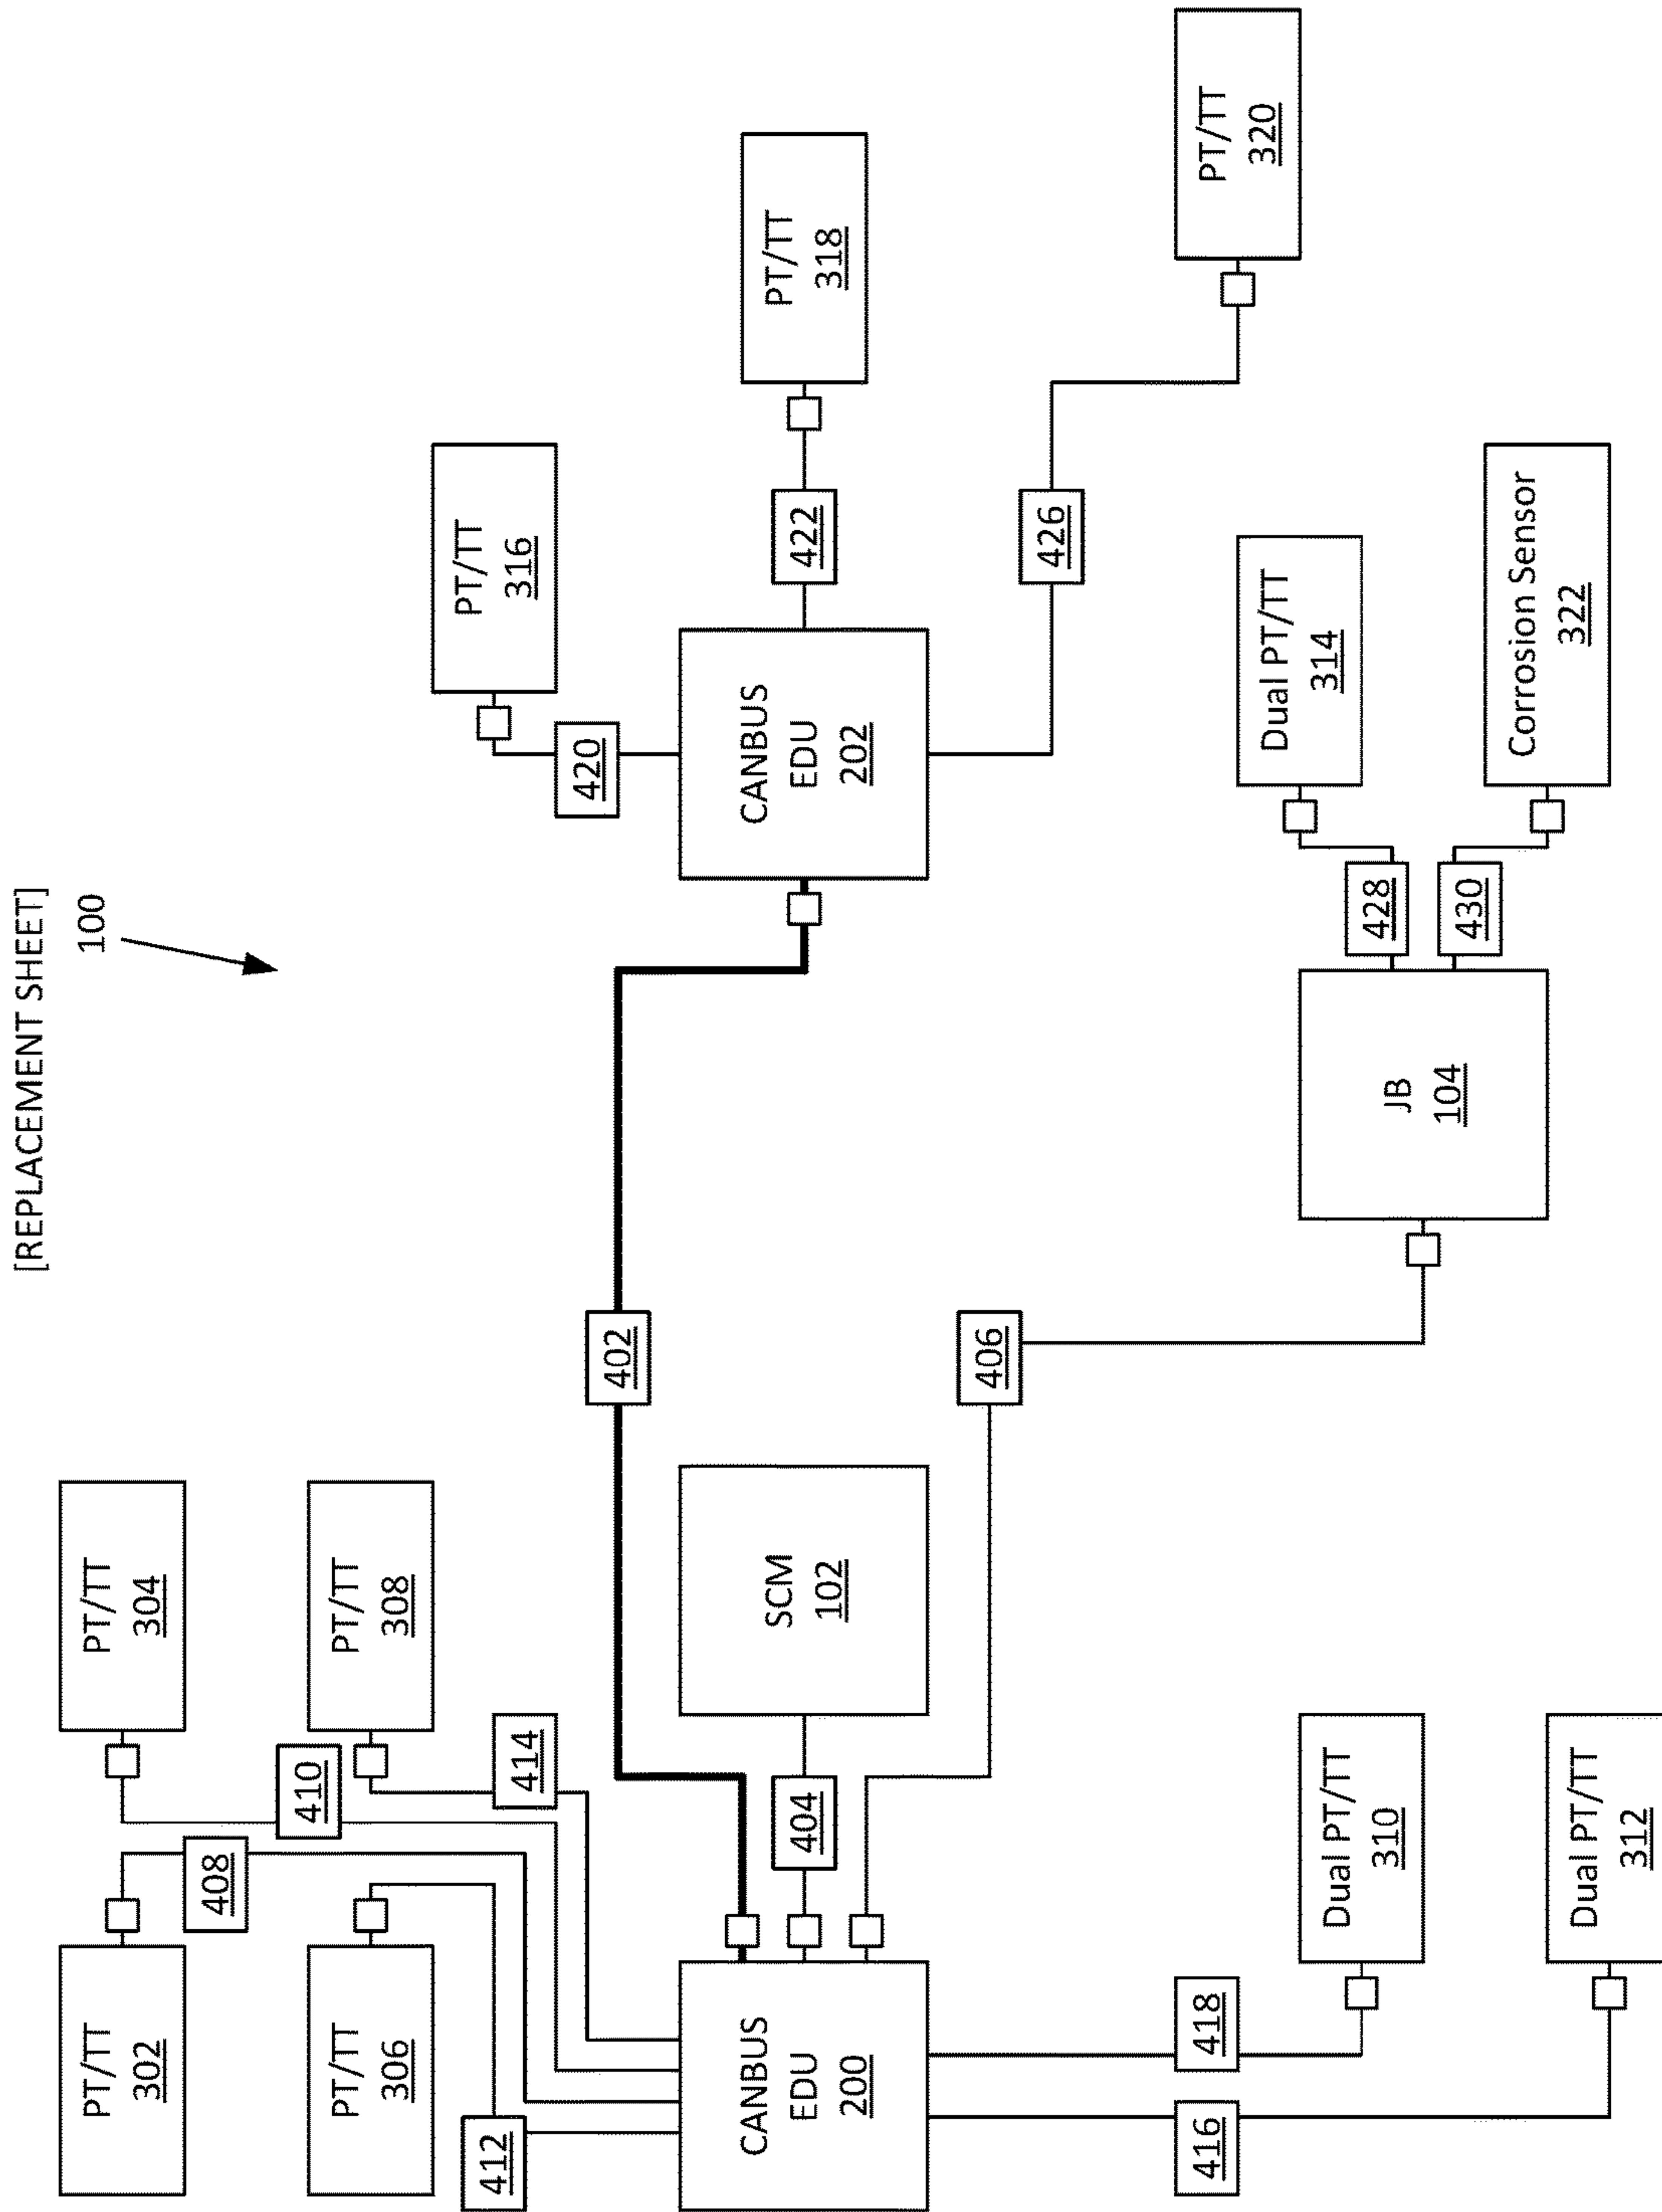 [REPLACEMENT SHEET]
100
PT/TT
302
PT/TT
304
PT/TT
306
PT/TT
308
408
410
412
414
402
CANBUS
EDU
200
404
SCM
102
406
416
418
Dual PT/TT
310
Dual PT/TT
312
PT/TT
316
420
CANBUS
EDU
202
422
PT/TT
318
426
PT/TT
320
JB
104
428
430
Dual PT/TT
314
Corrosion Sensor
322